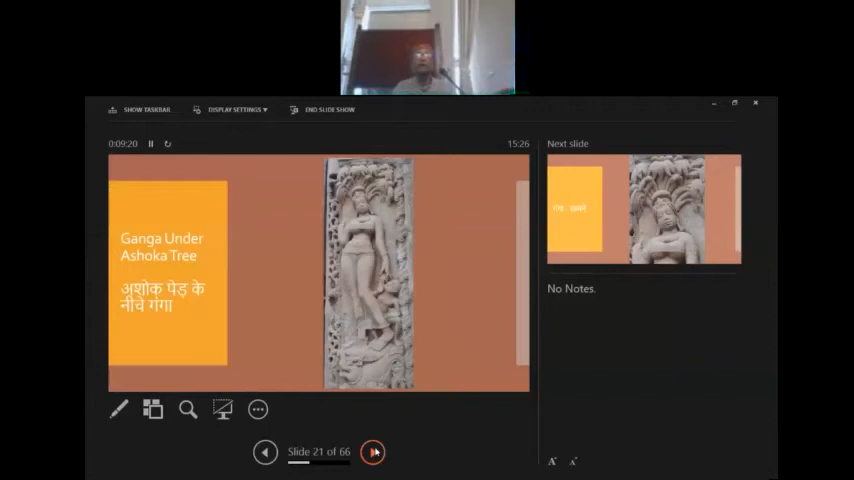 SHOW TASKBAR
DISPLAY SETTINGS ▼
END SLIDE SHOW
0:09:20
15:26
Next slide
Ganga Under
Ashoka Tree
अशोक पेड़ के
नीचे गंगा
No Notes.
Slide 21 of 66
A
A